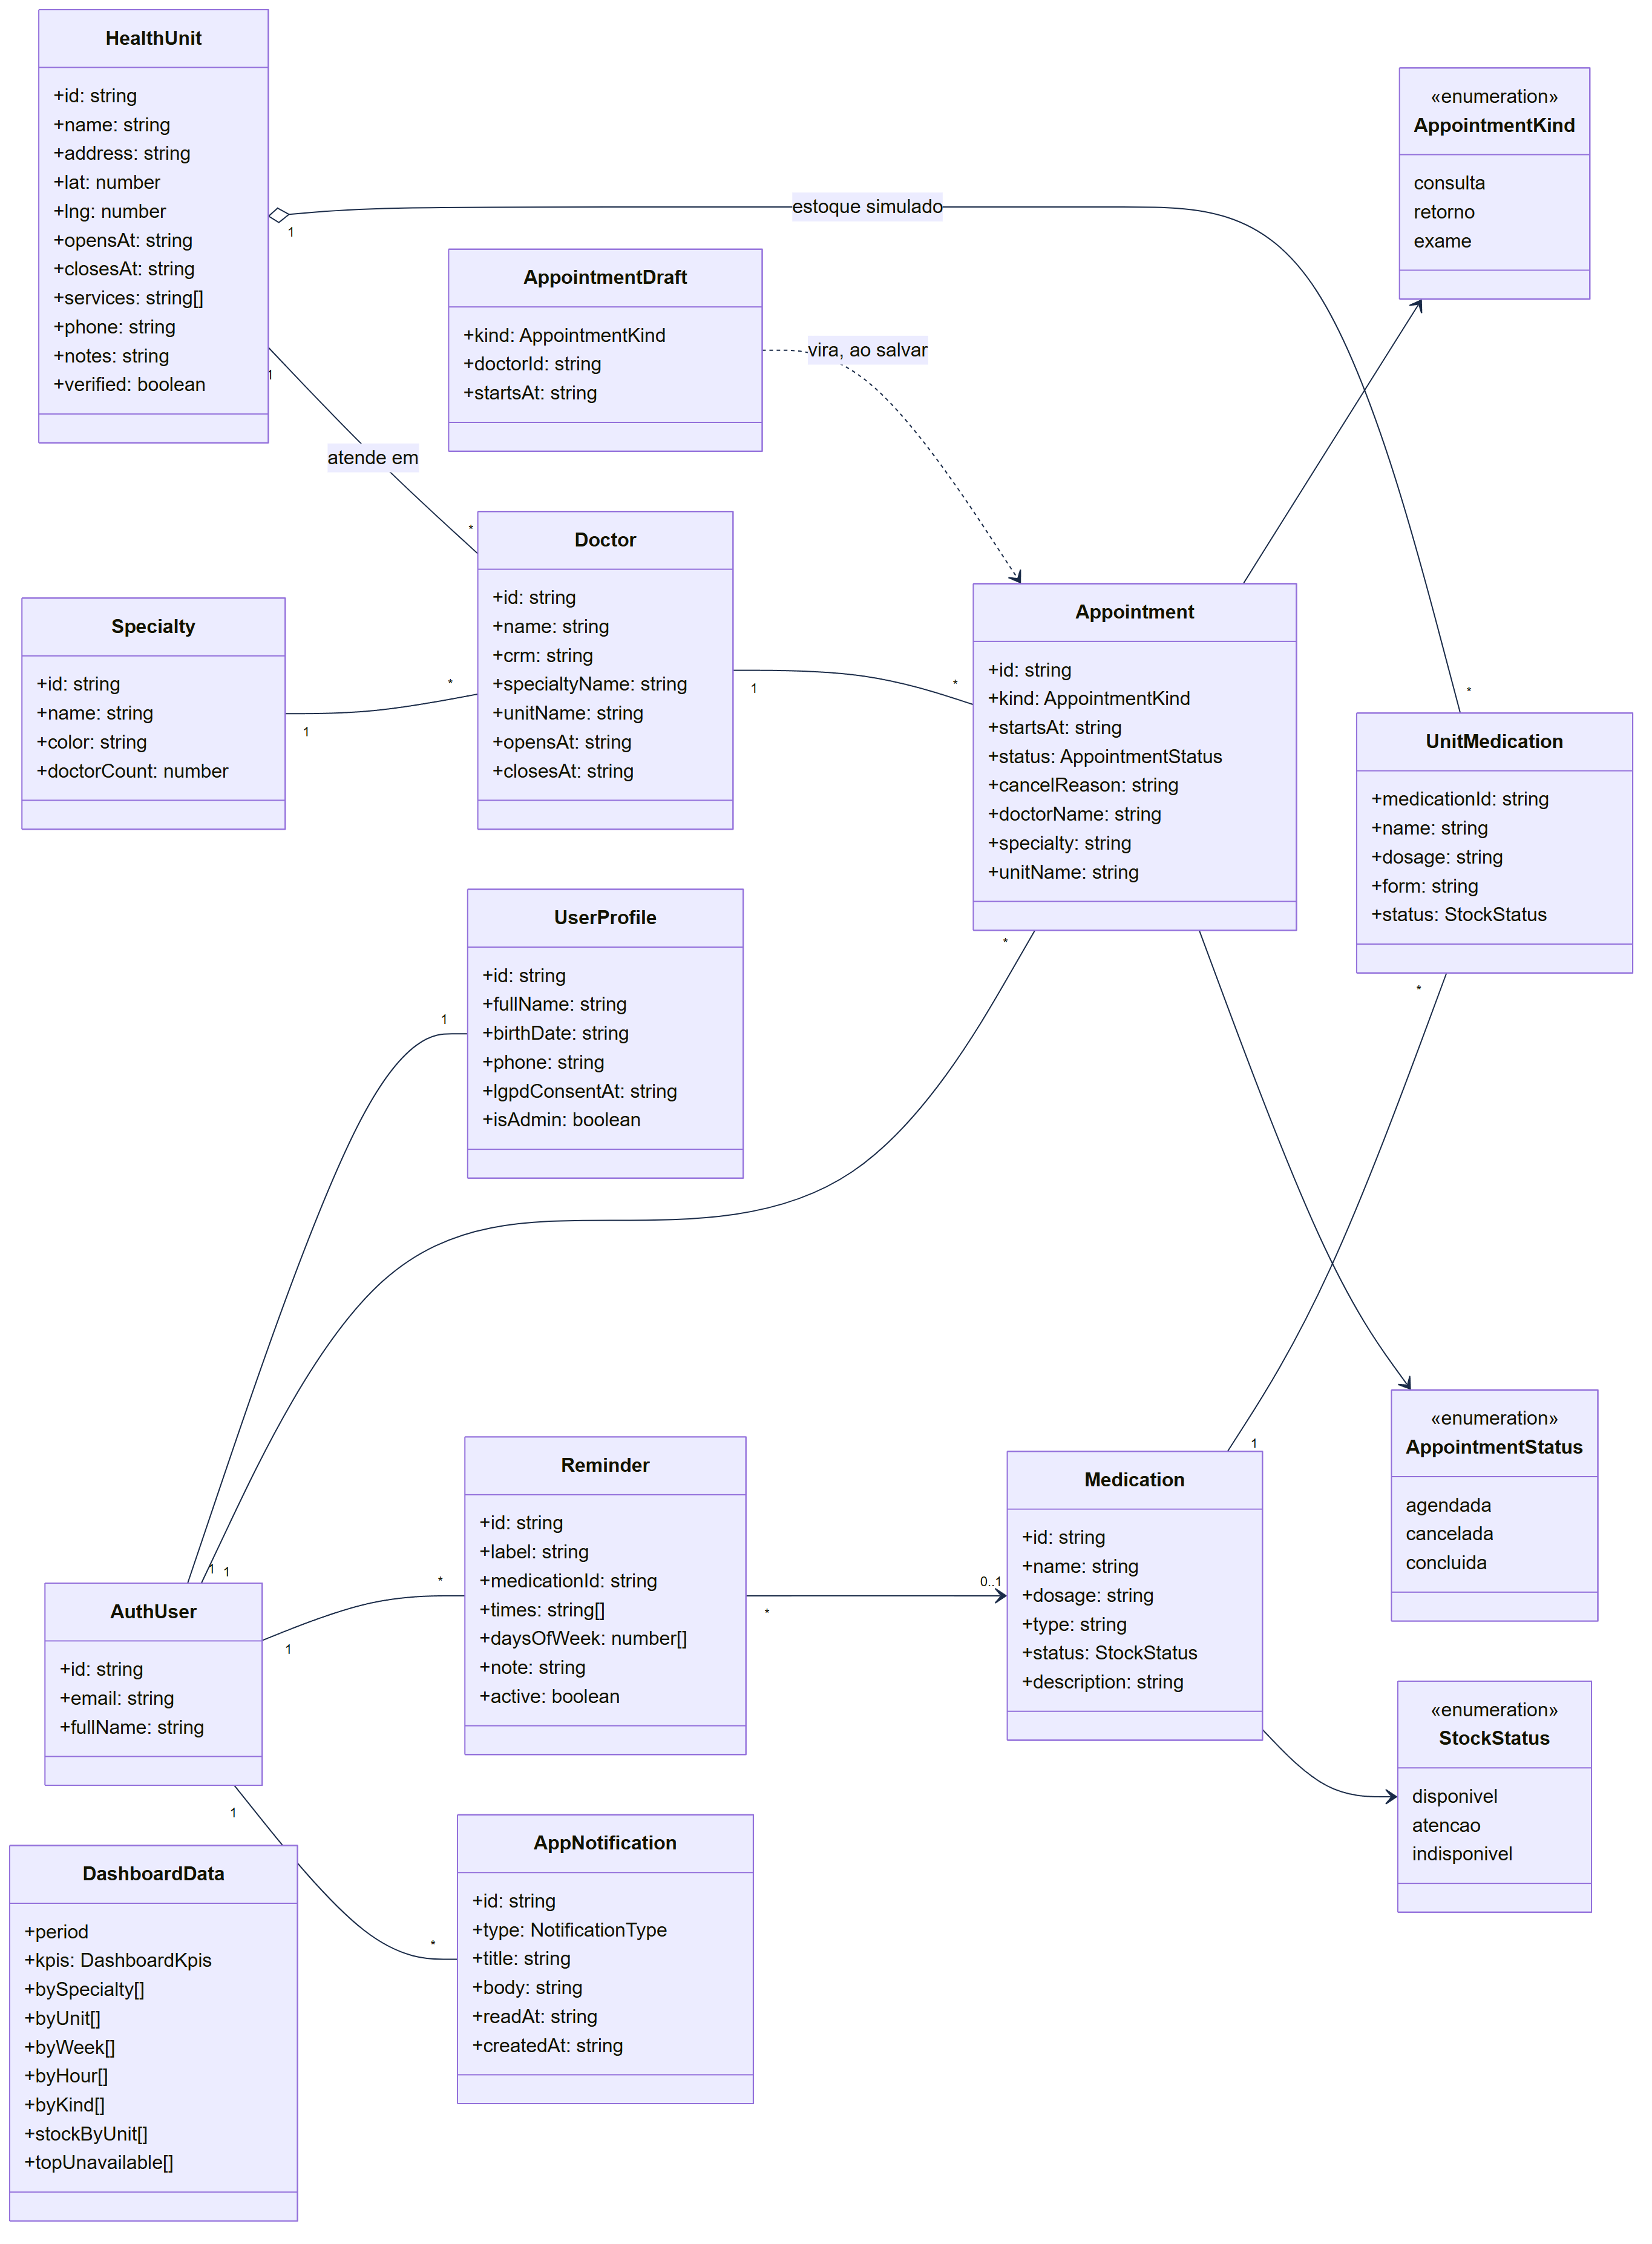 HealthUnit
+id: string
+name: string
+address: string
+lat: number
+lng: number
+opensAt: string
+closesAt: string
+services: string[]
+phone: string
+notes: string
+verified: boolean
«enumeration»
AppointmentKind
consulta
retorno
exame
estoque simulado
1
AppointmentDraft
+kind: AppointmentKind
+doctorId: string
+startsAt: string
vira, ao salvar
1
atende em
*
Doctor
+id: string
+name: string
+crm: string
+specialtyName: string
+unitName: string
+opensAt: string
+closesAt: string
Specialty
+id: string
+name: string
+color: string
+doctorCount: number
*
1
1
*
Appointment
+id: string
+kind: AppointmentKind
+startsAt: string
+status: AppointmentStatus
+cancelReason: string
+doctorName: string
+specialty: string
+unitName: string
*
UnitMedication
+medicationId: string
+name: string
+dosage: string
+form: string
+status: StockStatus
UserProfile
+id: string
+fullName: string
+birthDate: string
+phone: string
+lgpdConsentAt: string
+isAdmin: boolean
*
*
1
«enumeration»
AppointmentStatus
agendada
cancelada
concluida
Reminder
+id: string
+label: string
+medicationId: string
+times: string[]
+daysOfWeek: number[]
+note: string
+active: boolean
1
Medication
+id: string
+name: string
+dosage: string
+type: string
+status: StockStatus
+description: string
1
1
*
1
*
0..1
AuthUser
+id: string
+email: string
+fullName: string
«enumeration»
StockStatus
disponivel
atencao
indisponivel
1
*
AppNotification
+id: string
+type: NotificationType
+title: string
+body: string
+readAt: string
+createdAt: string
DashboardData
+period
+kpis: DashboardKpis
+bySpecialty[]
+byUnit[]
+byWeek[]
+byHour[]
+byKind[]
+stockByUnit[]
+topUnavailable[]